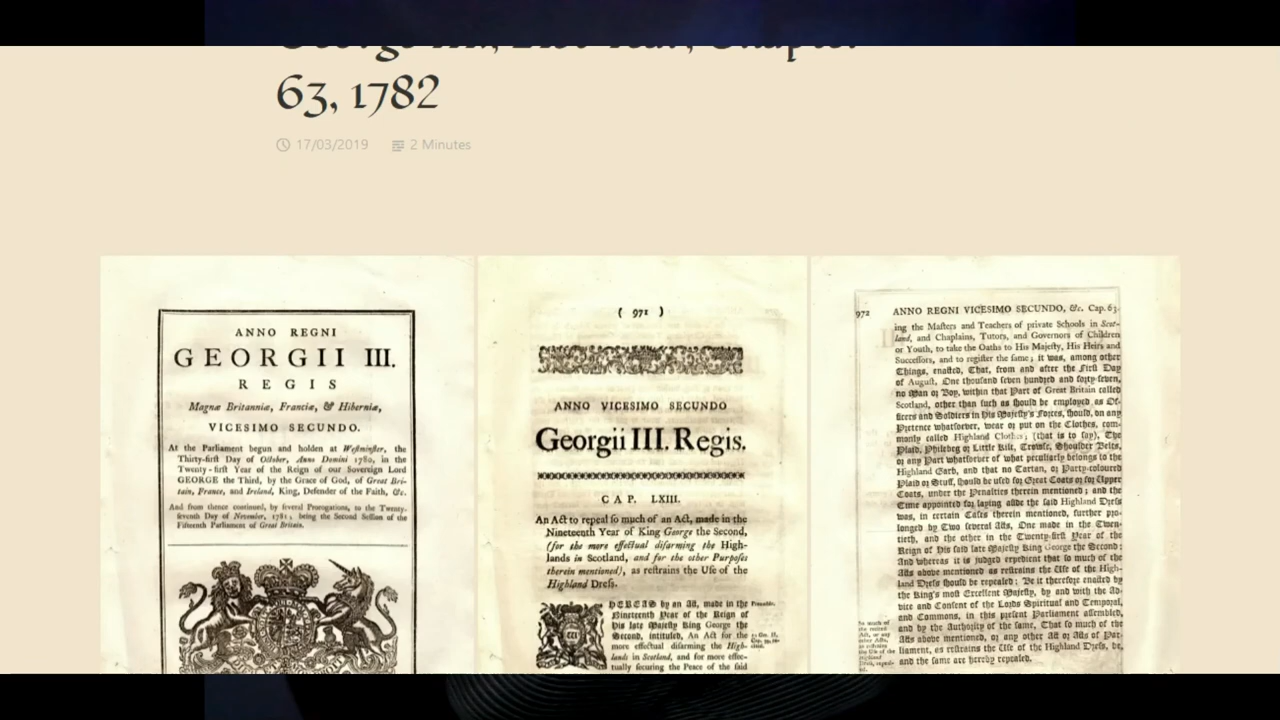 George III, 21st Year, Chapter
63, 1782
17/03/2019 2 Minutes
ANNO REGNI
GEORGII III.
REGIS
Magnæ Britanniæ, Franciæ, & Hiberniæ,
VICESIMO SECUNDO.
At the Parliament begun and holden at Westminster, the
Thirty-first Day of October, Anno Domini 1780, in the
Twenty-first Year of the Reign of our Sovereign Lord
GEORGE the Third, by the Grace of God, of Great Bri-
tain, France, and Ireland, King, Defender of the Faith, &c.
And from thence continued, by several Prorogations, to the Twenty-
seventh Day of November, 1781; being the Second Session of the
Fifteenth Parliament of Great Britain.
( 971 )
ANNO VICESIMO SECUNDO
Georgii III. Regis.
CAP. LXIII.
An Act to repeal so much of an Act, made in the
Nineteenth Year of King George the Second,
(for the more effectual disarming the High-
lands in Scotland, and for the other Purposes
therein mentioned), as restrains the Use of the
Highland Dress.
HEREAS by an Act, made in the Preamble.
Nineteenth Year of the Reign of
his late Majesty King George the
Second, intituled, An Act for the
more effectual disarming the High-
lands in Scotland, and for more effec-
tually securing the Peace of the said
972 ANNO REGNI VICESIMO SECUNDO, &c. Cap. 63.
ing the Masters and Teachers of private Schools in Scot-
land, and Chaplains, Tutors, and Governors of Children
or Youth, to take the Oaths to His Majesty, His Heirs and
Successors, and to register the same; it was, among other
Things, enacted, That, from and after the First Day
of August, One thousand seven hundred and forty-seven,
no Man or Boy, within that Part of Great Britain called
Scotland, other than such as should be employed as Of-
ficers and Soldiers in His Majesty's Forces, should, on any
Pretence whatsoever, wear or put on the Clothes, com-
monly called Highland Clothes; (that is to say), The
Plaid, Philebeg or Little Kilt, Trowse, Shoulder Belts,
or any Part whatsoever of what peculiarly belongs to the
Highland Garb, and that no Tartan, or Party-coloured
Plaid or Stuff, should be used for Great Coats or for Upper
Coats, under the Penalties therein mentioned; and the
Time appointed for laying aside the said Highland Dress
was, in certain Cases therein mentioned, further pro-
longed by Two several Acts, One made in the Twen-
tieth, and the other in the Twenty-first Year of the
Reign of His said late Majesty King George the Second:
And whereas it is judged expedient that so much of the
Acts above mentioned as restrains the Use of the High-
land Dress should be repealed; Be it therefore enacted by
the King's most Excellent Majesty, by and with the Ad-
vice and Consent of the Lords Spiritual and Temporal,
and Commons, in this present Parliament assembled,
and by the Authority of the same, That so much of the
Acts above mentioned, or any other Act or Acts of Par-
liament, as restrains the Use of the Highland Dress, be,
and the same are hereby repealed.